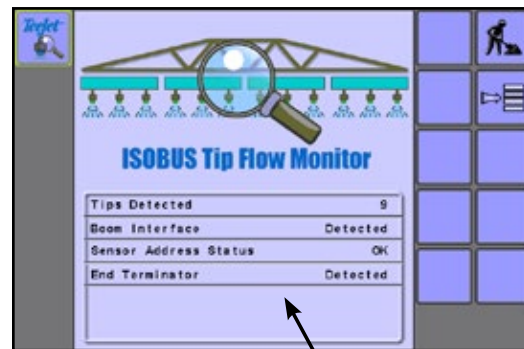 TeeJet
ISOBUS Tip Flow Monitor
Tips Detected 9
Boom Interface Detected
Sensor Address Status OK
End Terminator Detected